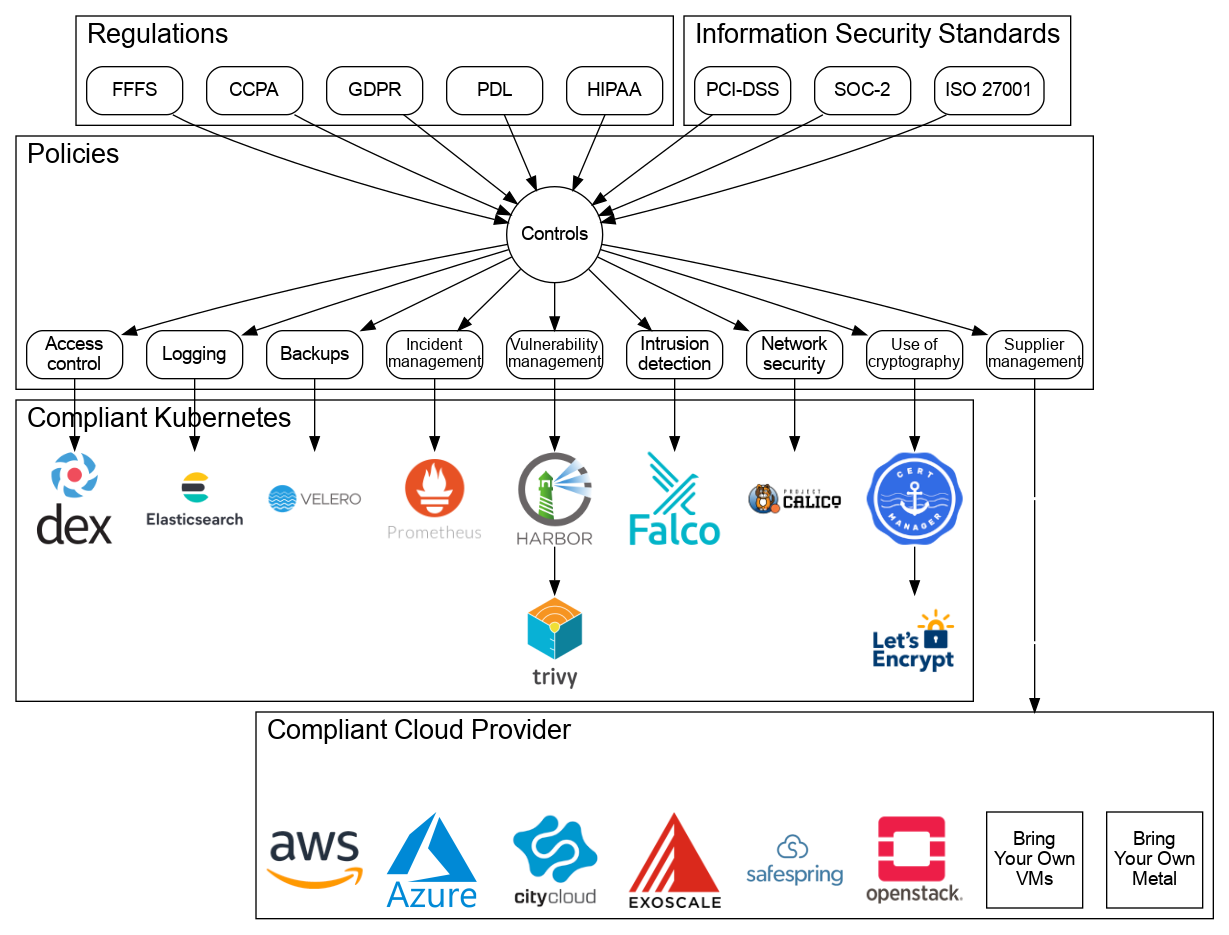 Regulations
Information Security Standards
FFFS
CCPA
GDPR
PDL
HIPAA
PCI-DSS
SOC-2
ISO 27001
Policies
Controls
Access
control
Logging
Backups
Incident
management
Vulnerability
management
Intrusion
detection
Network
security
Use of
cryptography
Supplier
management
Compliant Kubernetes
dex
Elasticsearch
VELERO
Prometheus
HARBOR
Falco
PROJECT
CALICO
CERT
MANAGER
trivy
Let's
Encrypt
Compliant Cloud Provider
aws
Azure
citycloud
EXOSCALE
safespring
openstack.
Bring
Your Own
VMs
Bring
Your Own
Metal